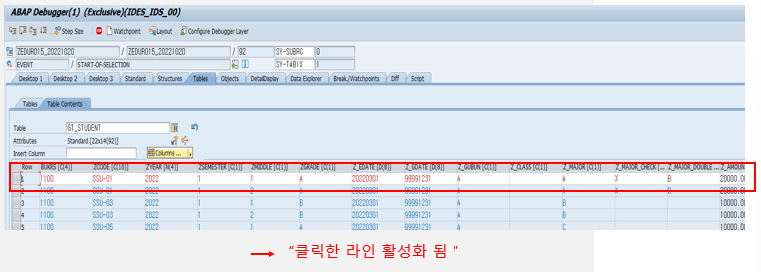 ABAP Debugger(1) (Exclusive)(IDES_IDS_00)
Step Size Watchpoint Layout Configure Debugger Layer
ZEDUR015_20221020 / ZEDUR015_20221020 / 92 SY-SUBRC 0
EVENT / START-OF-SELECTION SY-TABIX 1
Desktop 1 Desktop 2 Desktop 3 Standard Structures Tables Objects DetailDisplay Data Explorer Break./Watchpoints Diff Script
Tables Table Contents
Table GT_STUDENT
Attributes Standard [22x14(92)]
Insert Column Columns ...
Row BUKRS [C(4)] ZCODE [C(10)] ZYEAR [N(4)] ZSEMESTER [C(1)] ZMIDDLE [C(1)] ZGRADE [C(1)] Z_EDATE [D(8)] Z_GDATE [D(8)] Z_GUBUN [C(1)] Z_CLASS [C(1)] Z_MAJOR [C(1)] Z_MAJOR_CHECK [... Z_MAJOR_DOUBLE ... Z_AMOUN
1 1100 SSU-01 2022 1 1 A 20220301 99991231 A A X B 20000.0
2 1100 SSU-01 2022 1 2 A 20220301 99991231 A A X B 20000.0
3 1100 SSU-03 2022 1 1 B 20220301 99991231 A B 10000.0
4 1100 SSU-03 2022 1 2 B 20220301 99991231 A B 10000.0
5 1100 SSU-05 2022 1 1 A 20220301 99991231 A C 10000.0
"클릭한 라인 활성화 됨 "